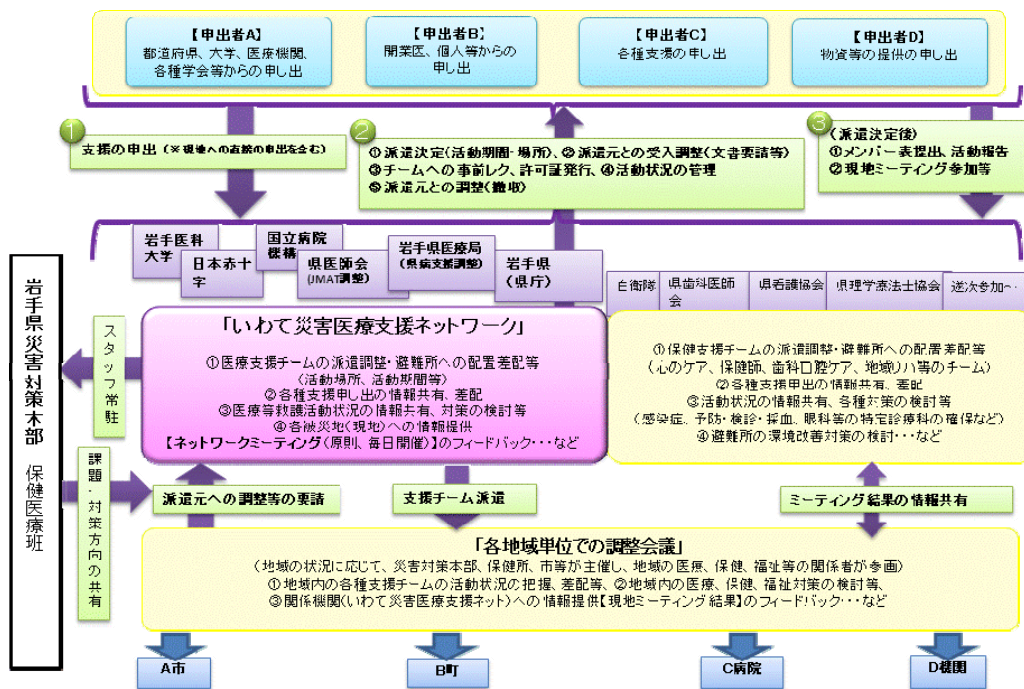 【申出者A】
都道府県、大学、医療機関、
各種学会等からの申し出
【申出者B】
開業医、個人等からの
申し出
【申出者C】
各種支援の申し出
【申出者D】
物資等の提供の申し出
①
支援の申出（※現地への直接の申出を含む）
②
①派遣決定(活動期間・場所)、②派遣元との受入調整(文書要請等)
③チームへの事前レク、許可証発行、④活動状況の管理
⑤派遣元との調整(撤収)
③
(派遣決定後)
①メンバー表提出、活動報告
②現地ミーティング参加等
岩手医科
大学
日本赤十
字
国立病院
機構
県医師会
(JMAT調整)
岩手県医療局
(県病支援調整)
岩手県
(県庁)
自衛隊
県歯科医師
会
県看護協会
県理学療法士協会
逐次参加へ・
岩手県災害対策本部　保健医療班
スタッフ常駐
課題・対策方向の共有
「いわて災害医療支援ネットワーク」
①医療支援チームの派遣調整・避難所への配置差配等
(活動場所、活動期間等)
②各種支援申し出の情報共有、差配
③医療等救護活動状況の情報共有、対策の検討等
④各被災地(現地)への情報提供
【ネットワークミーティング(原則、毎日開催)】のフィードバック・・・など
①保健支援チームの派遣調整・避難所への配置差配等
(心のケア、保健師、歯科口腔ケア、地域リハ等のチーム)
②各種支援申出の情報共有、差配
③活動状況の情報共有、各種対策の検討等
(感染症、予防・検診・採血、眼科等の特定診療科の確保など)
④避難所の環境改善対策の検討・・・など
派遣元への調整等の要請
支援チーム派遣
ミーティング結果の情報共有
「各地域単位での調整会議」
(地域の状況に応じて、災害対策本部、保健所、市等が主催し、地域の医療、保健、福祉等の関係者が参画)
①地域内の各種支援チームの活動状況の把握、差配等、②地域内の医療、保健、福祉対策の検討等、
③関係機関(いわて災害医療支援ネット)への情報提供【現地ミーティング結果】のフィードバック・・・など
A市
B町
C病院
D機関